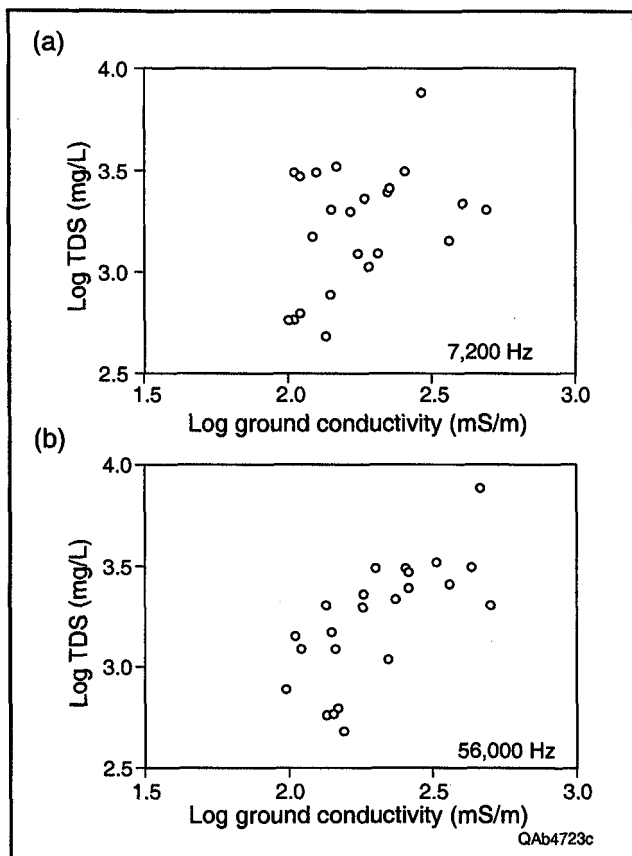 (a)
4.0
3.5
3.0
2.5
Log TDS (mg/L)
7,200 Hz
1.5 2.0 2.5 3.0
Log ground conductivity (mS/m)
(b)
4.0
3.5
3.0
2.5
Log TDS (mg/L)
56,000 Hz
1.5 2.0 2.5 3.0
Log ground conductivity (mS/m)
QAb4723c